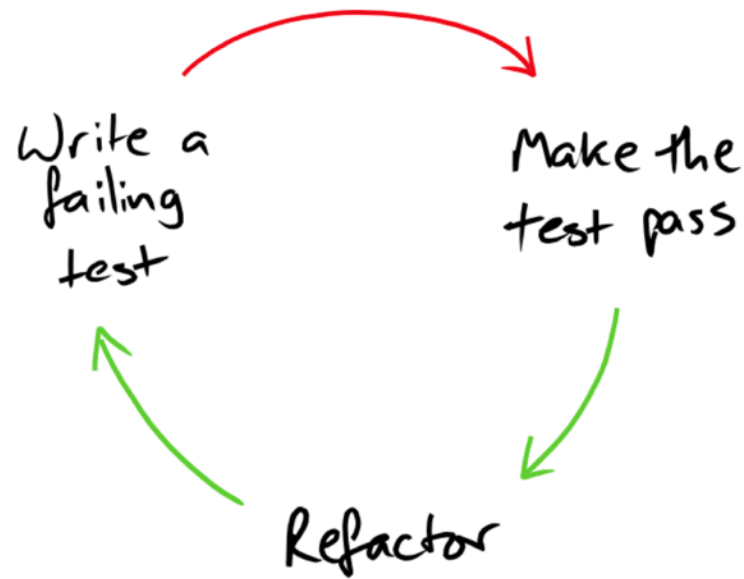 Write a
failing
test
Make the
test pass
Refactor